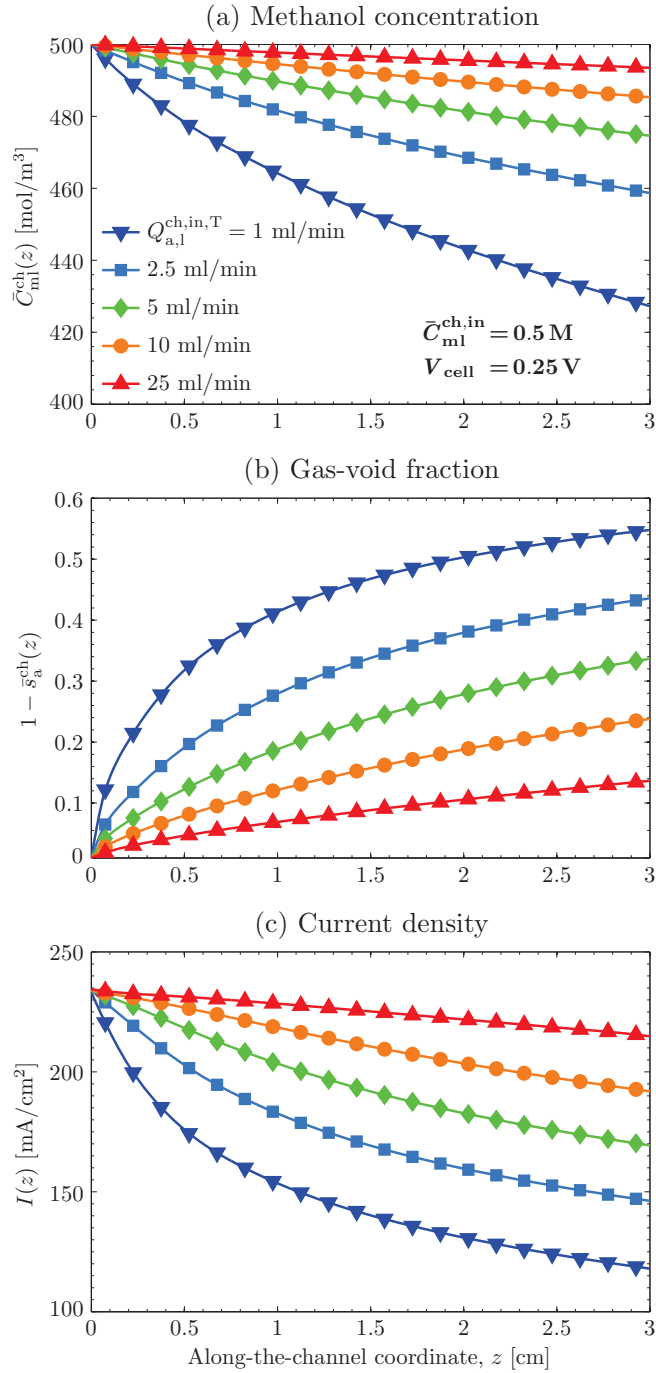 (a) Methanol concentration
500
480
460
440
420
400
C̄ᶜʰₘₗ(z) [mol/m³]
Q_{a,l}^{ch,in,T} = 1 ml/min
2.5 ml/min
5 ml/min
10 ml/min
25 ml/min
C̄_{ml}^{ch,in} = 0.5 M
V_{cell} = 0.25 V
0 0.5 1 1.5 2 2.5 3
(b) Gas-void fraction
0.6
0.5
0.4
0.3
0.2
0.1
0
1 − s̄_a^{ch}(z)
0 0.5 1 1.5 2 2.5 3
(c) Current density
250
200
150
100
I(z) [mA/cm²]
0 0.5 1 1.5 2 2.5 3
Along-the-channel coordinate, z [cm]